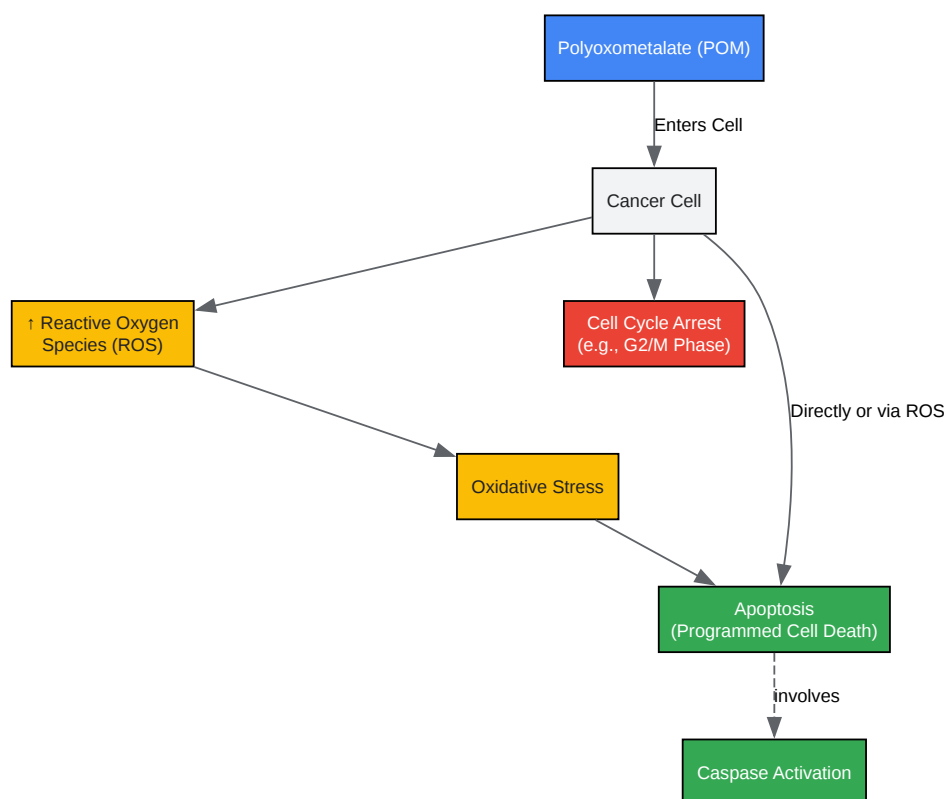 Polyoxometalate (POM)
Enters Cell
Cancer Cell
↑ Reactive Oxygen
Species (ROS)
Cell Cycle Arrest
(e.g., G2/M Phase)
Directly or via ROS
Oxidative Stress
Apoptosis
(Programmed Cell Death)
involves
Caspase Activation